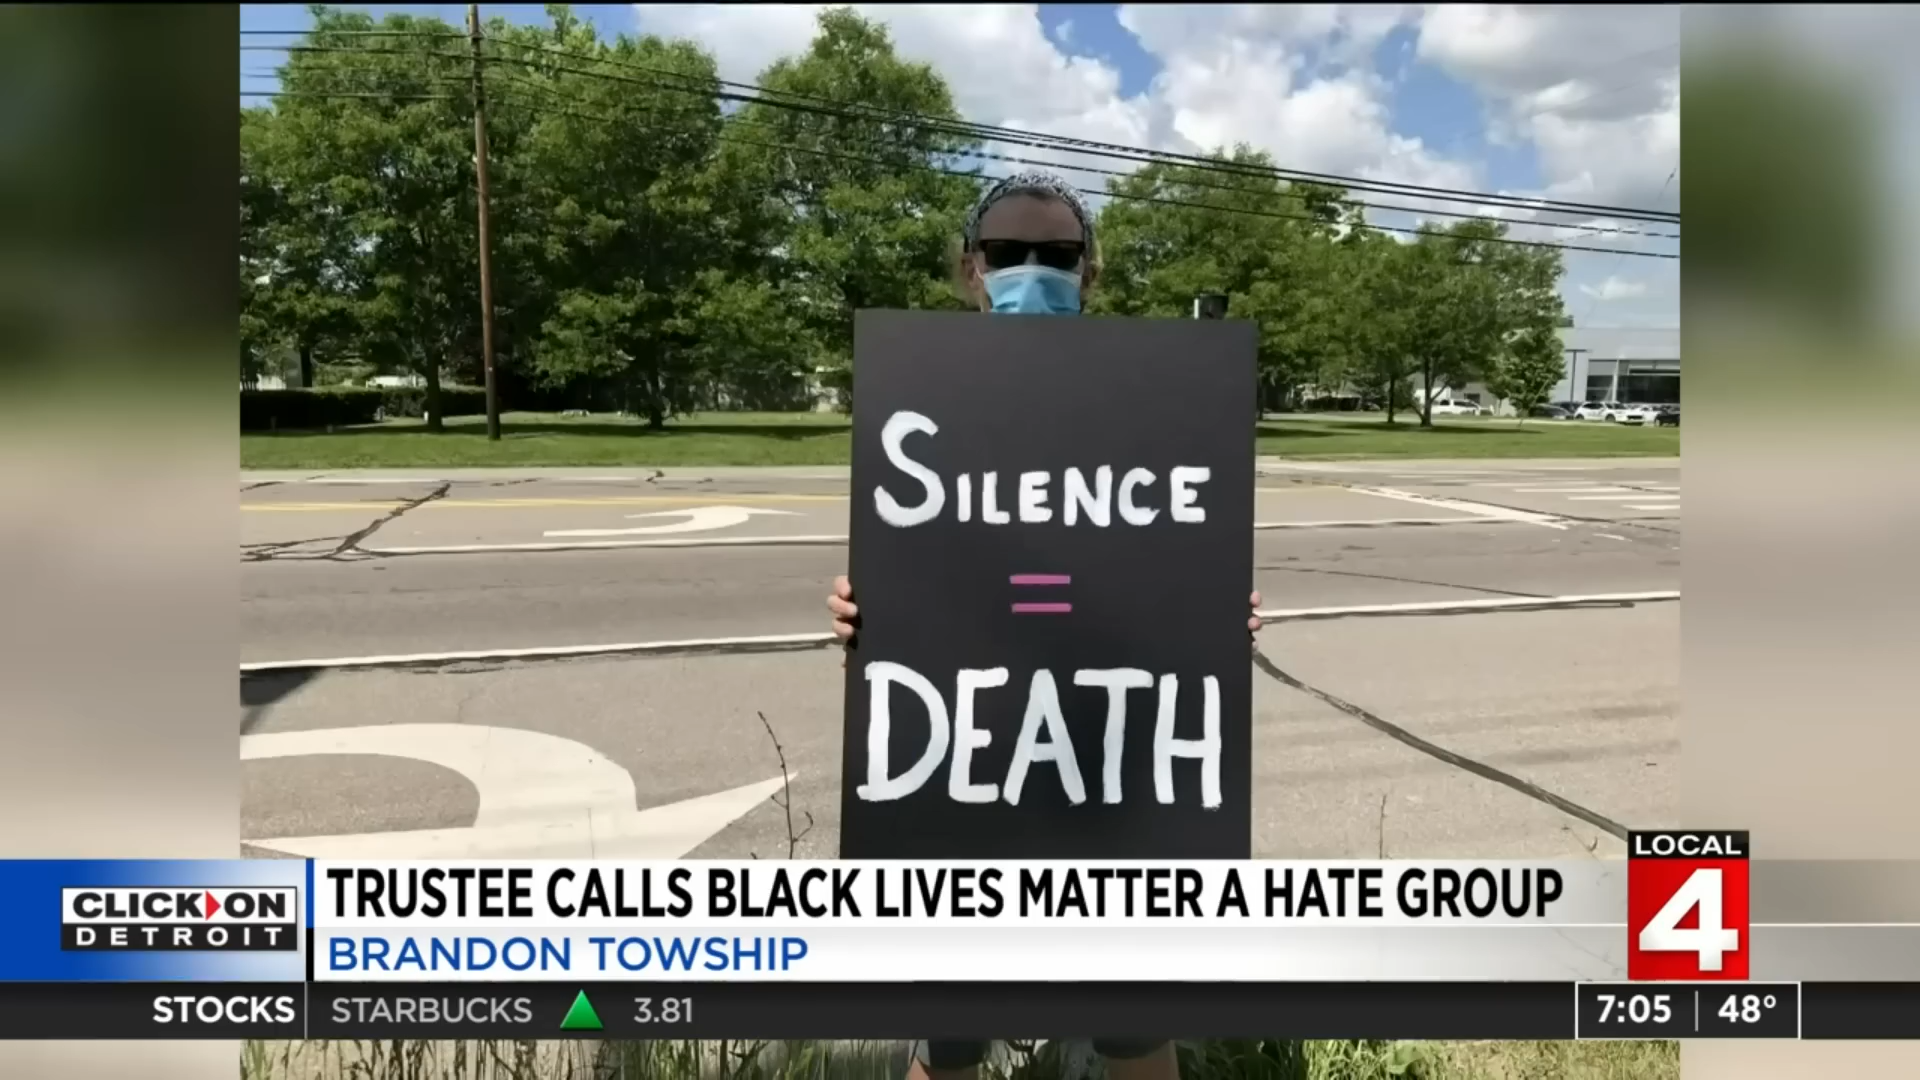 SILENCE
=
DEATH
LOCAL
4
CLICK ON
DETROIT
TRUSTEE CALLS BLACK LIVES MATTER A HATE GROUP
BRANDON TOWSHIP
STOCKS STARBUCKS ▲ 3.81
7:05 48°